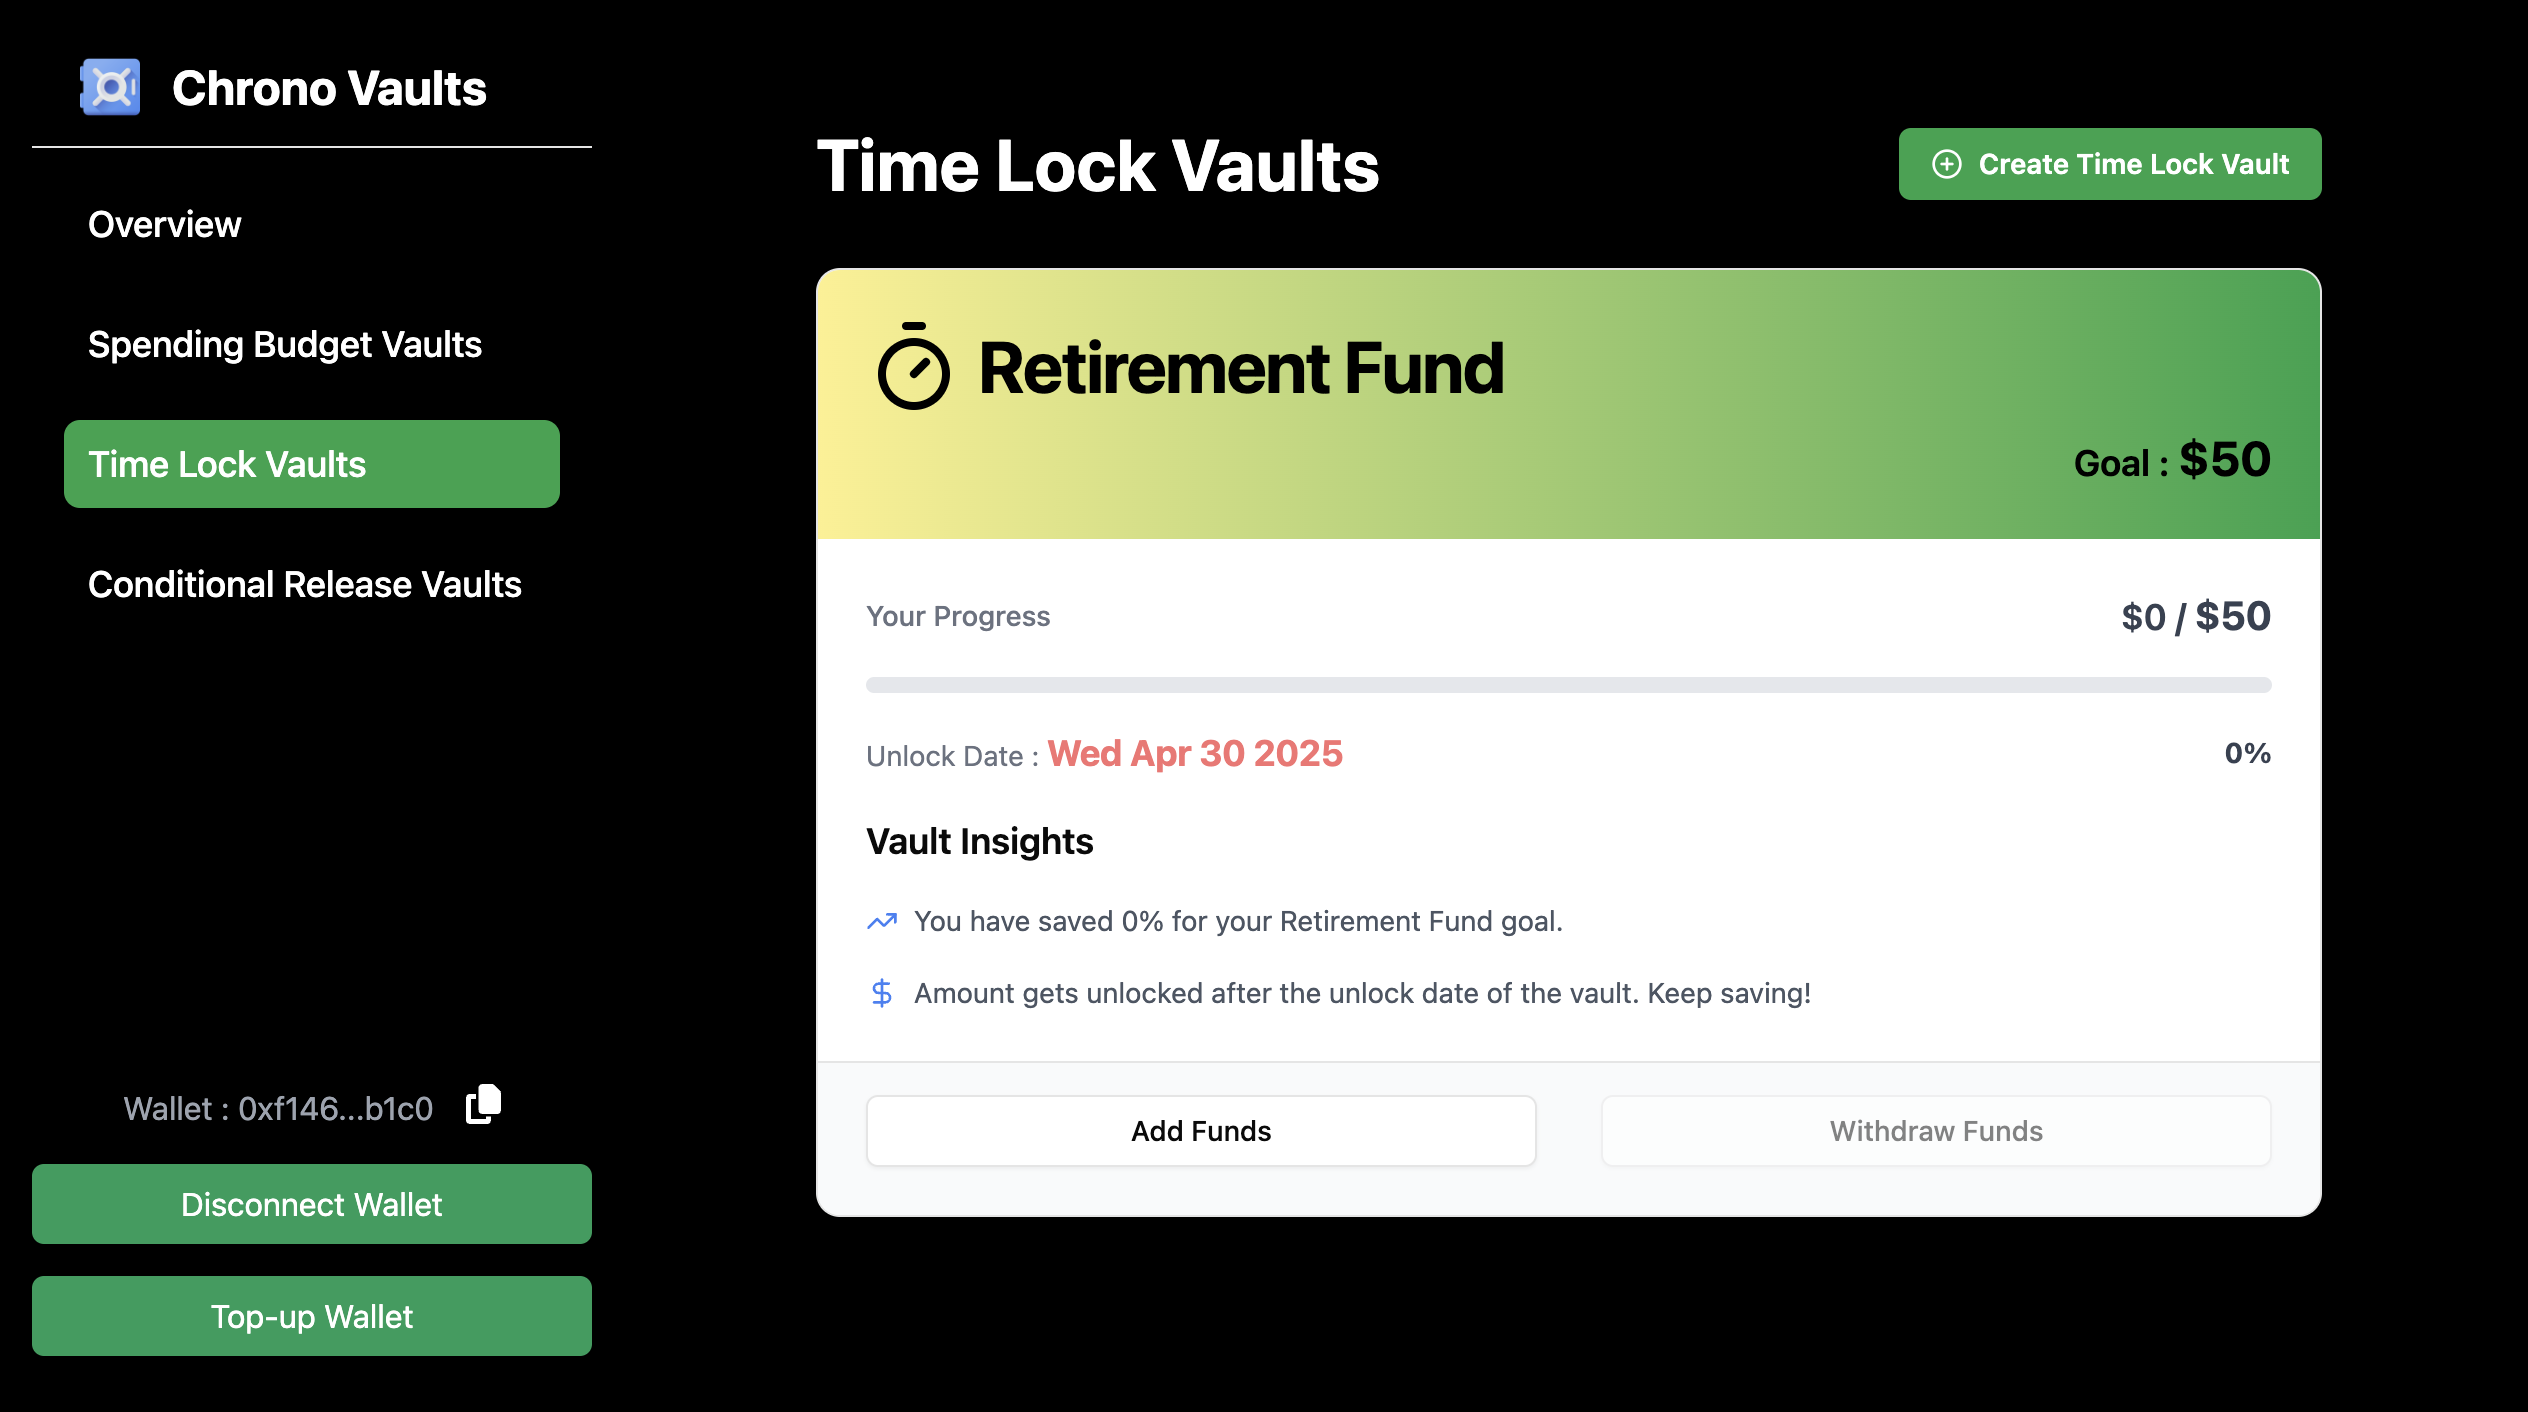 Chrono Vaults
Overview
Spending Budget Vaults
Time Lock Vaults
Conditional Release Vaults
Wallet : 0xf146...b1c0
Disconnect Wallet
Top-up Wallet
Time Lock Vaults
Create Time Lock Vault
Retirement Fund
Goal : $50
Your Progress
$0 / $50
Unlock Date : Wed Apr 30 2025
0%
Vault Insights
You have saved 0% for your Retirement Fund goal.
Amount gets unlocked after the unlock date of the vault. Keep saving!
Add Funds
Withdraw Funds